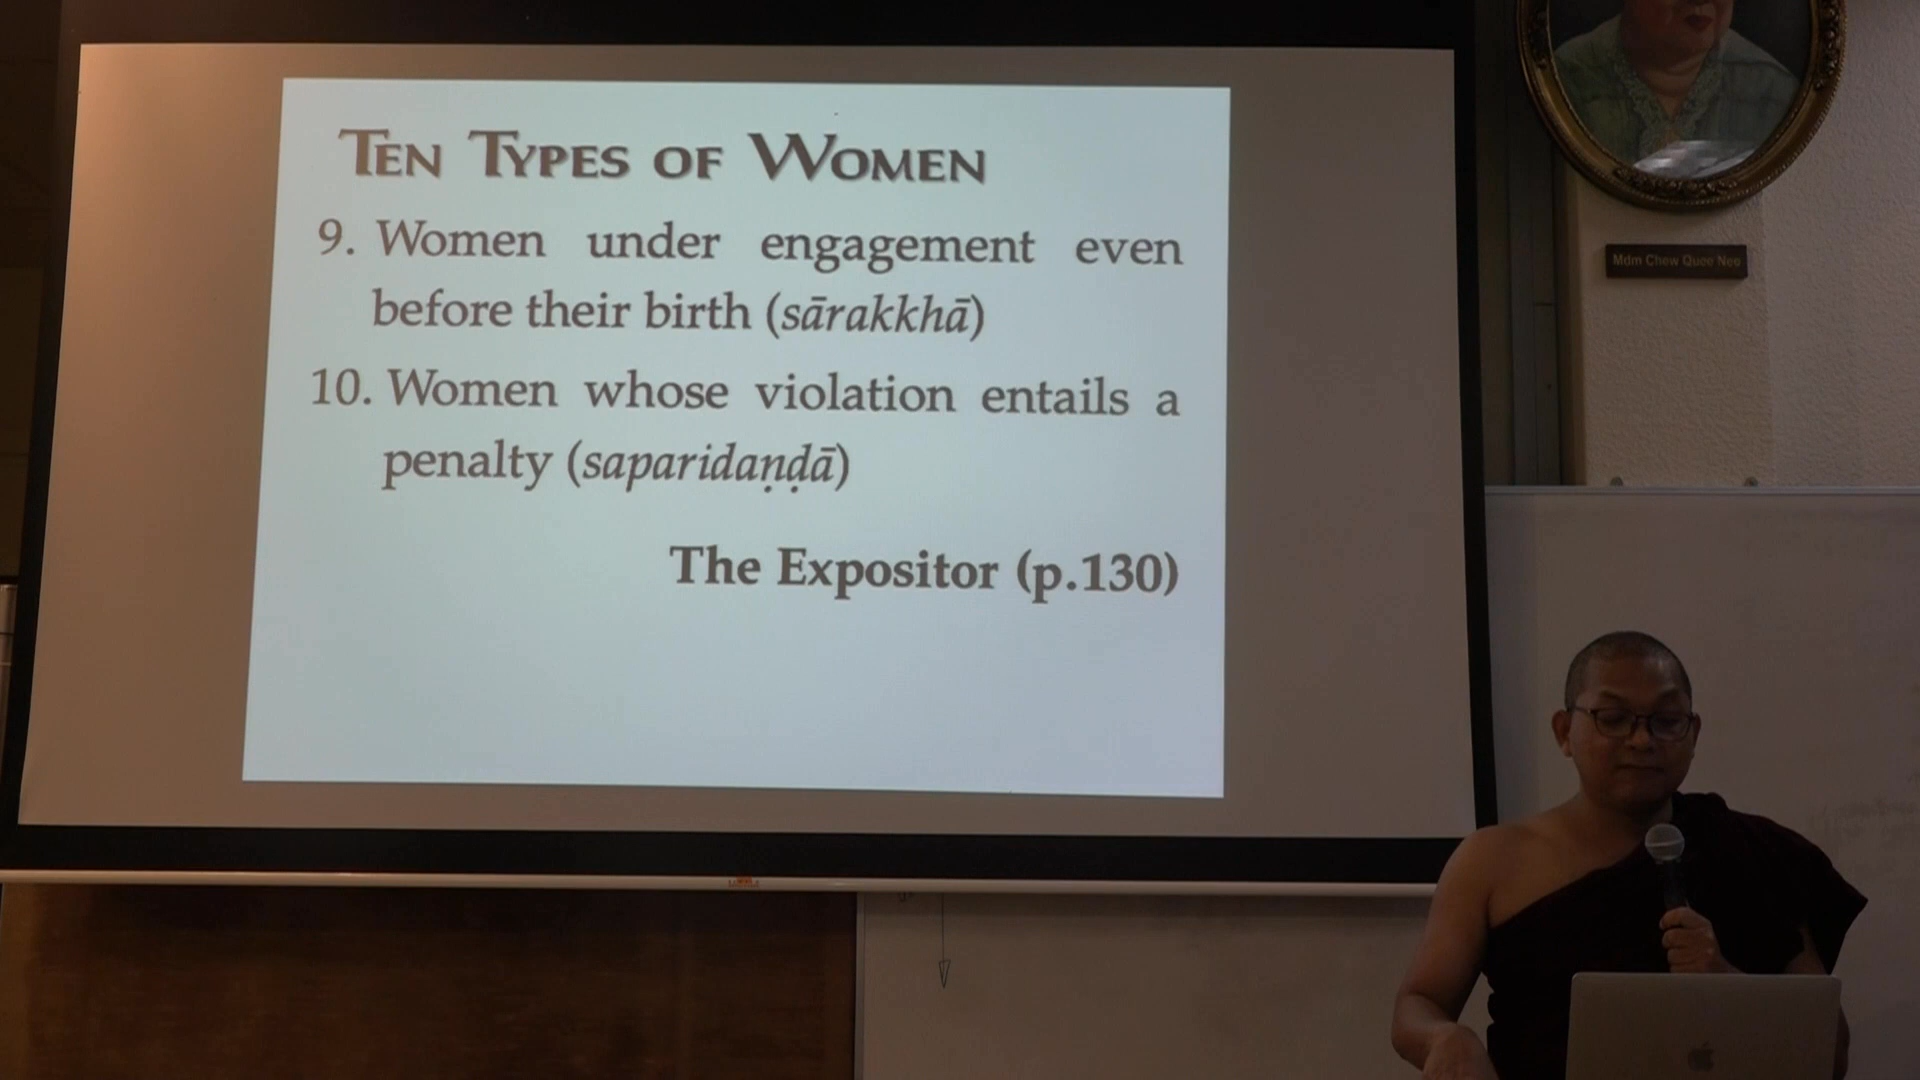 Ten Types of Women
9. Women under engagement even
before their birth (sārakkhā)
10. Women whose violation entails a
penalty (saparidaṇḍā)
The Expositor (p.130)
Mdm Chew Quee Neo